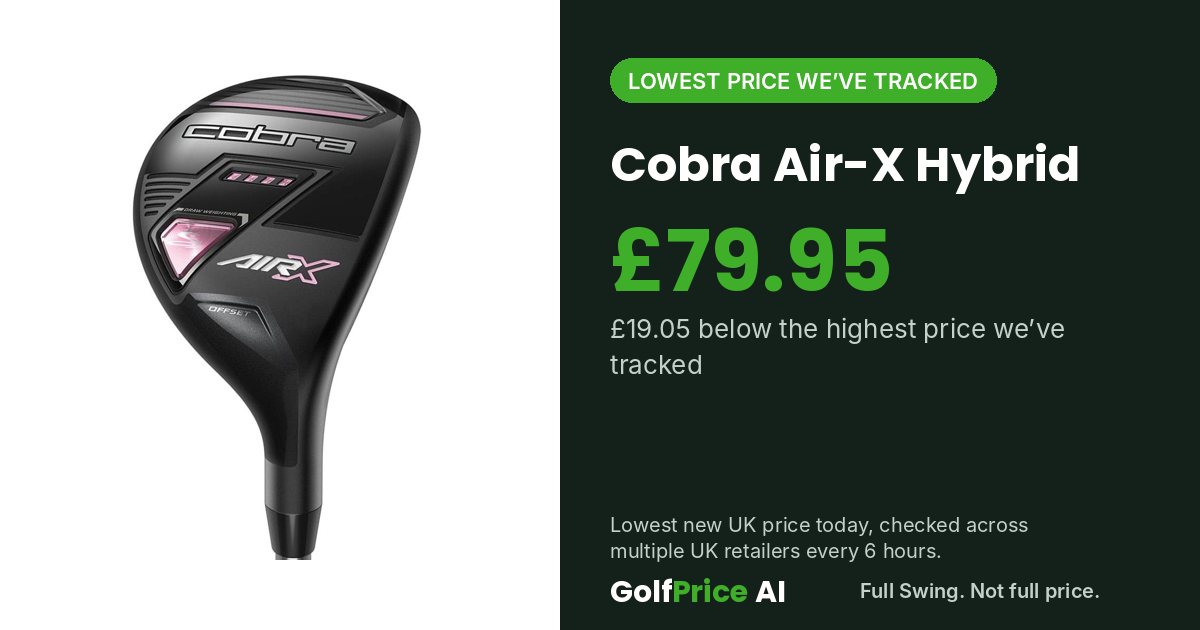 cobra
DRAW WEIGHTING
AIRX
OFFSET
LOWEST PRICE WE’VE TRACKED
Cobra Air-X Hybrid
£79.95
£19.05 below the highest price we’ve
tracked
Lowest new UK price today, checked across
multiple UK retailers every 6 hours.
GolfPrice AI
Full Swing. Not full price.